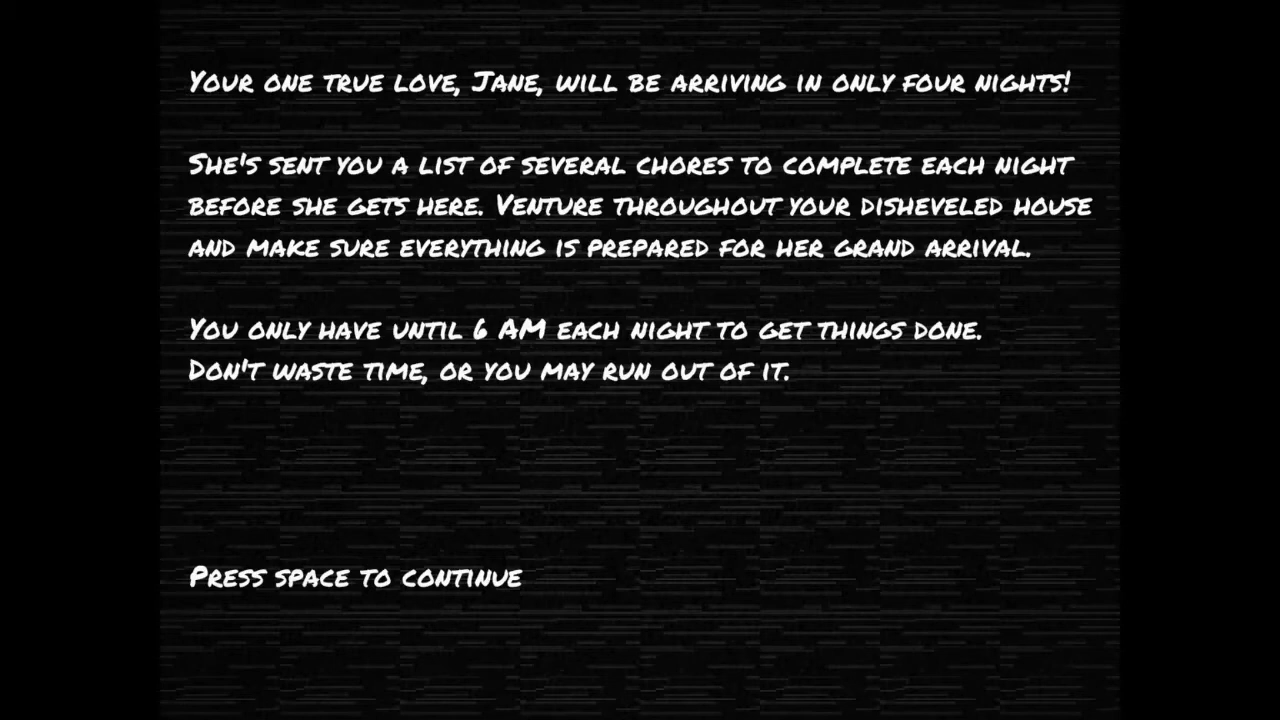 Your one true love, Jane, will be arriving in only four nights!
She's sent you a list of several chores to complete each night
before she gets here. Venture throughout your disheveled house
and make sure everything is prepared for her grand arrival.
You only have until 6 AM each night to get things done.
Don't waste time, or you may run out of it.
Press space to continue